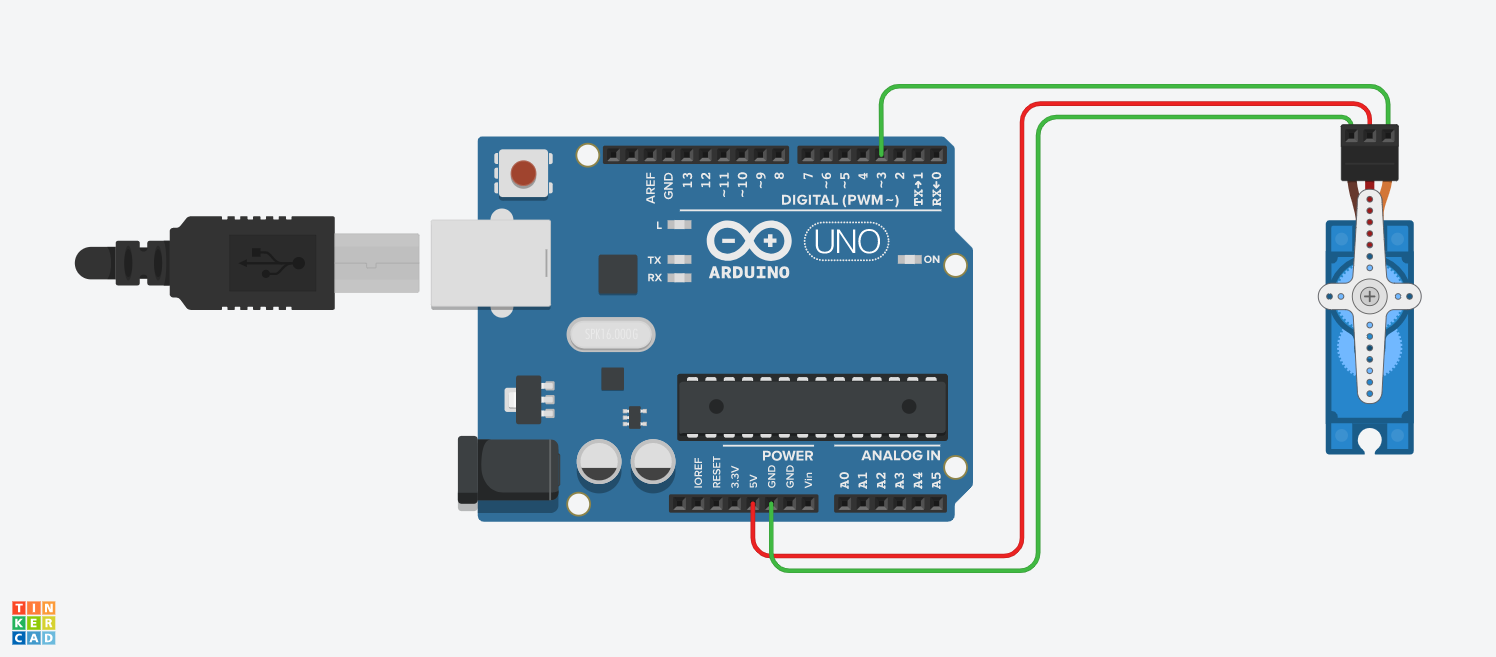 AREF
GND
13
12
~11
~10
~9
8
7
~6
~5
4
~3
2
TX→1
RX←0
DIGITAL (PWM~)
L
TX
RX
ARDUINO
UNO
ON
SPK16.000G
POWER
ANALOG IN
IOREF
RESET
3.3V
5V
GND
GND
Vin
A0
A1
A2
A3
A4
A5
TIN
KER
CAD